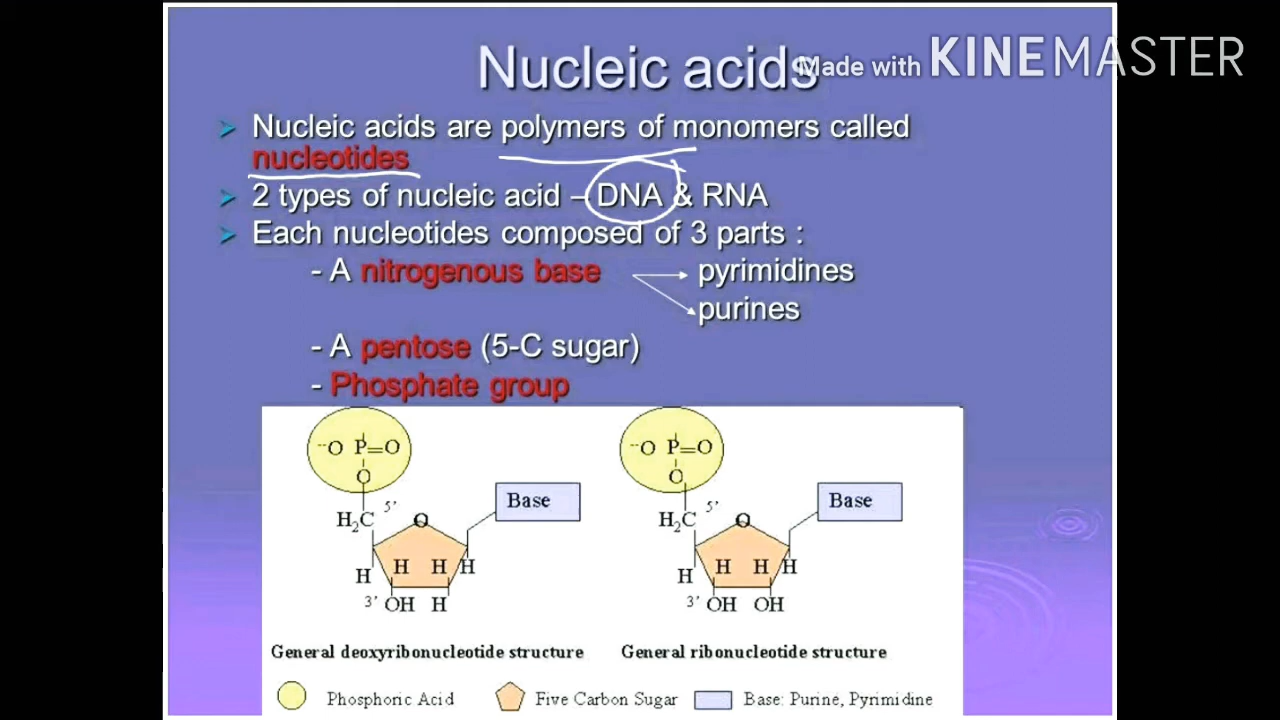 Nucleic acids
Made with KINEMASTER
➤ Nucleic acids are polymers of monomers called
nucleotides
➤ 2 types of nucleic acid – DNA & RNA
➤ Each nucleotides composed of 3 parts :
- A nitrogenous base pyrimidines
purines
- A pentose (5-C sugar)
- Phosphate group
⁻O P=O ⁻O P=O
O O
H₂C 5' O Base H₂C 5' O Base
H H H H H H H H
3' OH H 3' OH OH
General deoxyribonucleotide structure General ribonucleotide structure
Phosphoric Acid Five Carbon Sugar Base: Purine, Pyrimidine